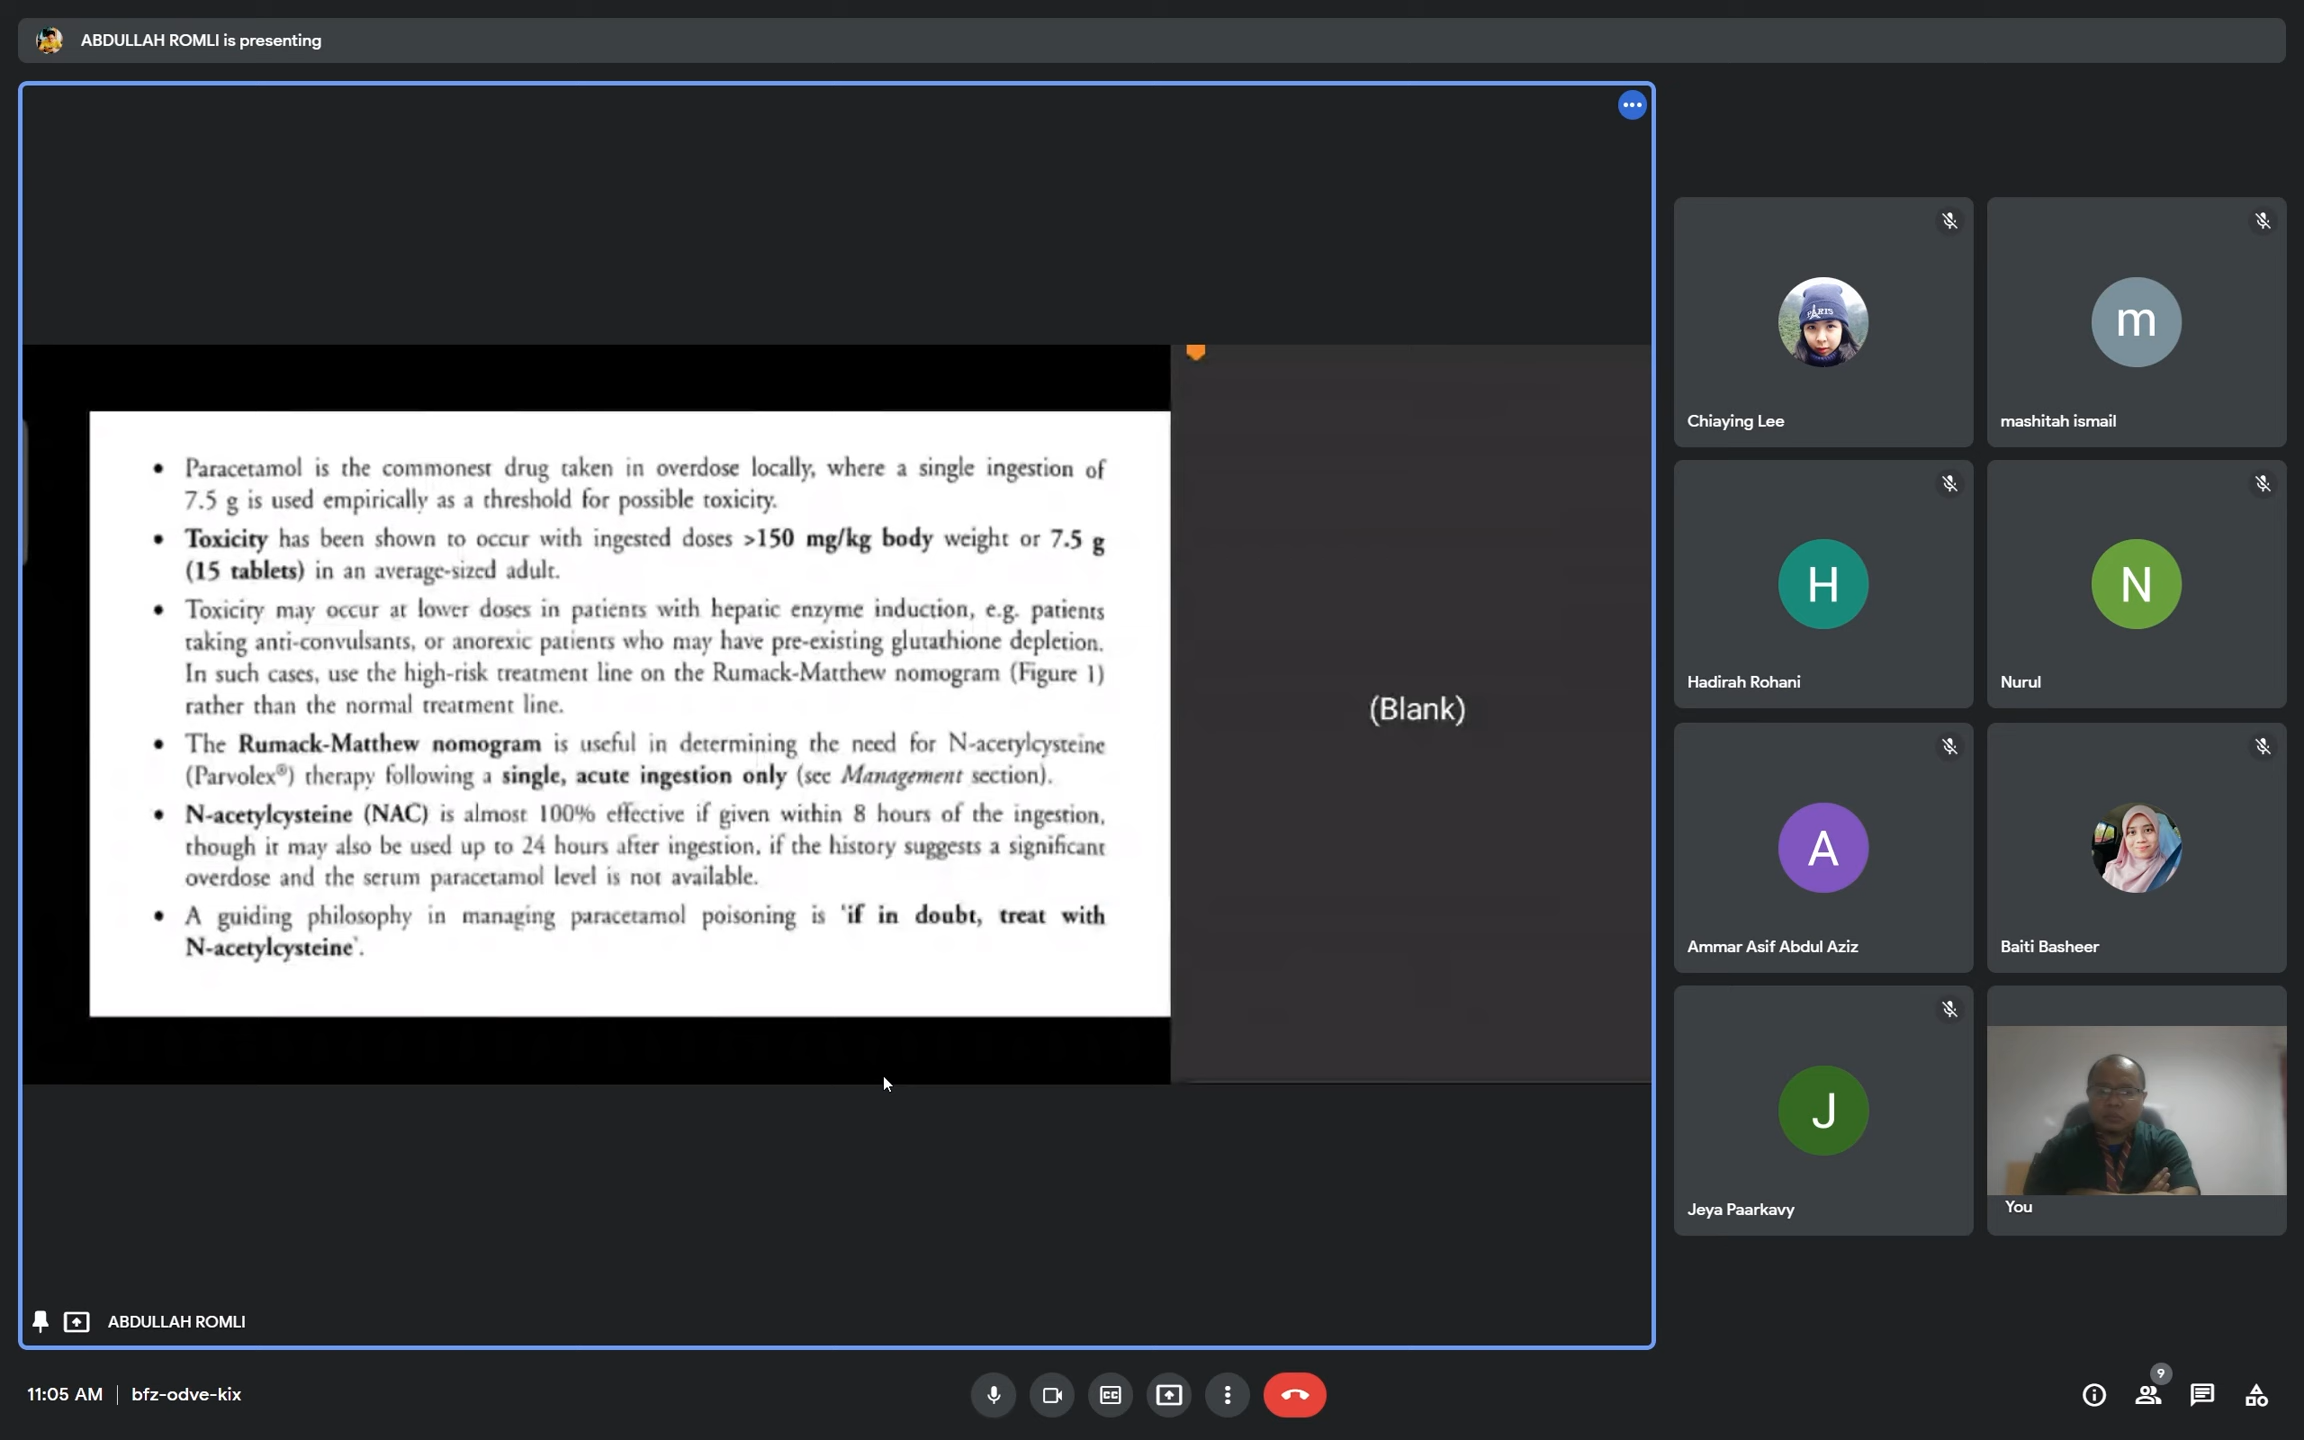 ABDULLAH ROMLI is presenting
• Paracetamol is the commonest drug taken in overdose locally, where a single ingestion of
7.5 g is used empirically as a threshold for possible toxicity.
• Toxicity has been shown to occur with ingested doses >150 mg/kg body weight or 7.5 g
(15 tablets) in an average-sized adult.
• Toxicity may occur at lower doses in patients with hepatic enzyme induction, e.g. patients
taking anti-convulsants, or anorexic patients who may have pre-existing glutathione depletion.
In such cases, use the high-risk treatment line on the Rumack-Matthew nomogram (Figure 1)
rather than the normal treatment line.
• The Rumack-Matthew nomogram is useful in determining the need for N-acetylcysteine
(Parvolex®) therapy following a single, acute ingestion only (see Management section).
• N-acetylcysteine (NAC) is almost 100% effective if given within 8 hours of the ingestion,
though it may also be used up to 24 hours after ingestion, if the history suggests a significant
overdose and the serum paracetamol level is not available.
• A guiding philosophy in managing paracetamol poisoning is 'if in doubt, treat with
N-acetylcysteine'.
(Blank)
PARIS
Chiaying Lee
m
mashitah ismail
H
Hadirah Rohani
N
Nurul
A
Ammar Asif Abdul Aziz
Baiti Basheer
J
Jeya Paarkavy
You
ABDULLAH ROMLI
11:05 AM | bfz-odve-kix
CC
9